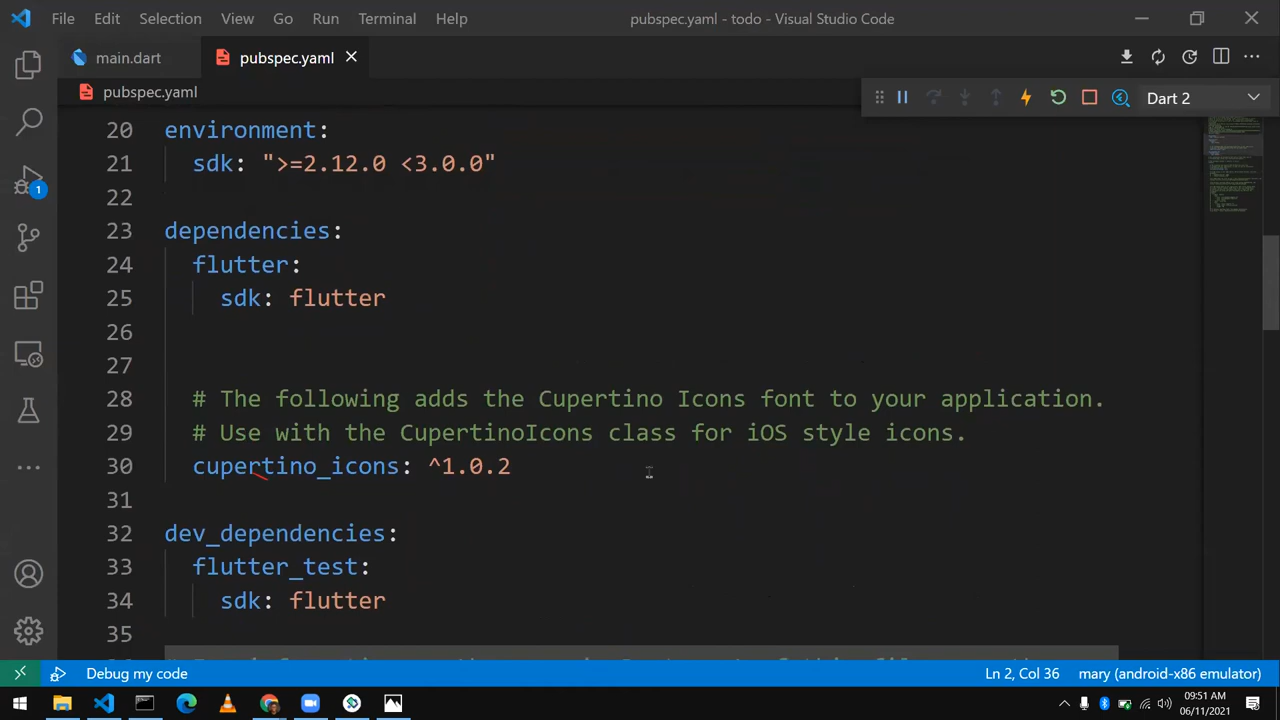 File Edit Selection View Go Run Terminal Help pubspec.yaml - todo - Visual Studio Code
main.dart pubspec.yaml
pubspec.yaml
Dart 2
20 environment:
21 sdk: ">=2.12.0 <3.0.0"
22
23 dependencies:
24 flutter:
25 sdk: flutter
26
27
28 # The following adds the Cupertino Icons font to your application.
29 # Use with the CupertinoIcons class for iOS style icons.
30 cupertino_icons: ^1.0.2
31
32 dev_dependencies:
33 flutter_test:
34 sdk: flutter
35
1
Debug my code Ln 2, Col 36 mary (android-x86 emulator)
09:51 AM
06/11/2021